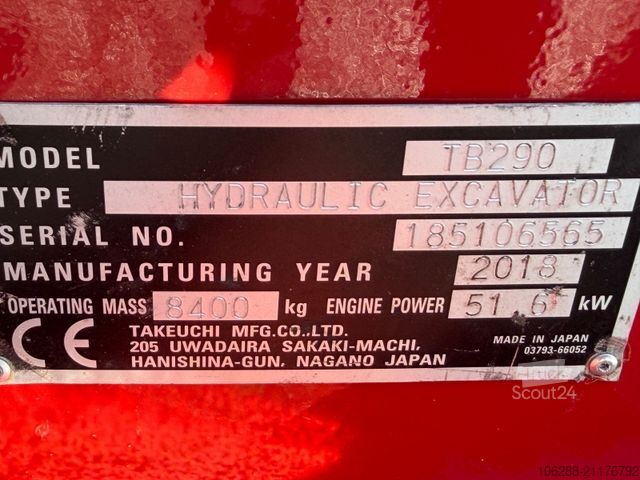 MODEL TB290
TYPE HYDRAULIC EXCAVATOR
SERIAL NO. 185106565
MANUFACTURING YEAR 2018
OPERATING MASS 8400 kg ENGINE POWER 51.6 kW
CE TAKEUCHI MFG.CO.,LTD.
205 UWADAIRA SAKAKI-MACHI,
HANISHINA-GUN, NAGANO JAPAN
MADE IN JAPAN
03793-66052
TRUCK
Scout24
106288-21176792